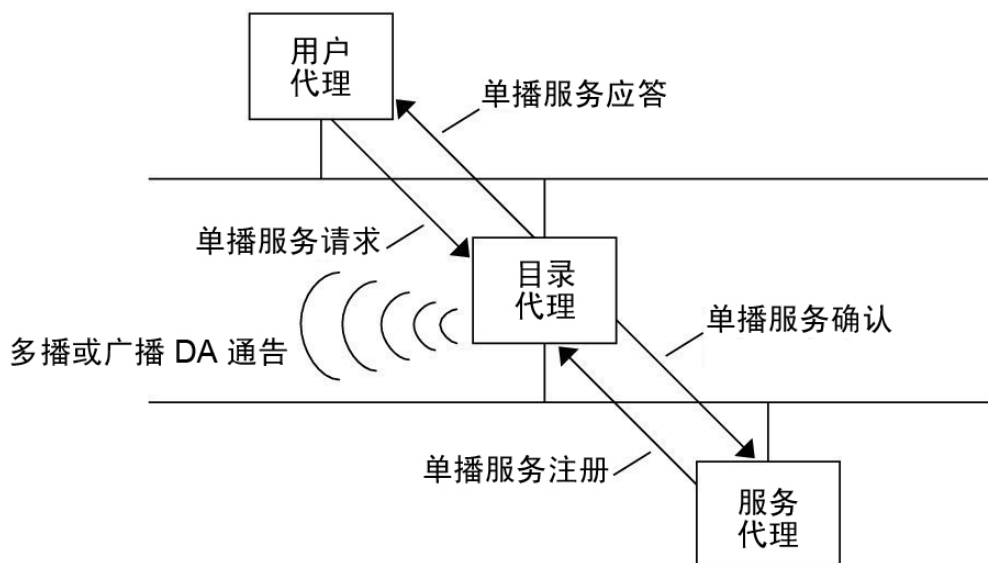 用户
代理
单播服务应答
单播服务请求
目录
代理
单播服务确认
多播或广播 DA 通告
单播服务注册
服务
代理